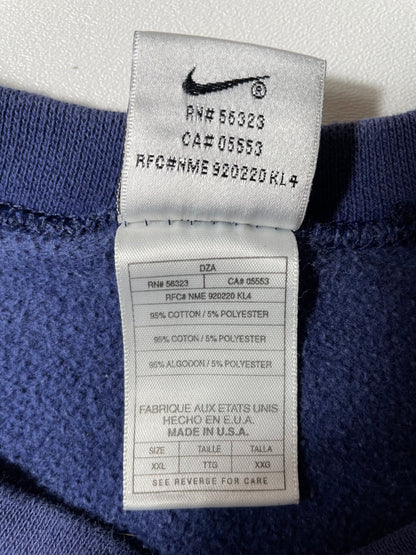 ®
RN# 56323
CA# 05553
RFC#NME 920220 KL4
DZA
RN# 56323 CA# 05553
RFC# NME 920220 KL4
95% COTTON / 5% POLYESTER
95% COTON / 5% POLYESTER
95% ALGODON / 5% POLYESTER
FABRIQUE AUX ETATS UNIS
HECHO EN E.U.A.
MADE IN U.S.A.
SIZE TAILLE TALLA
XXL TTG XXG
SEE REVERSE FOR CARE